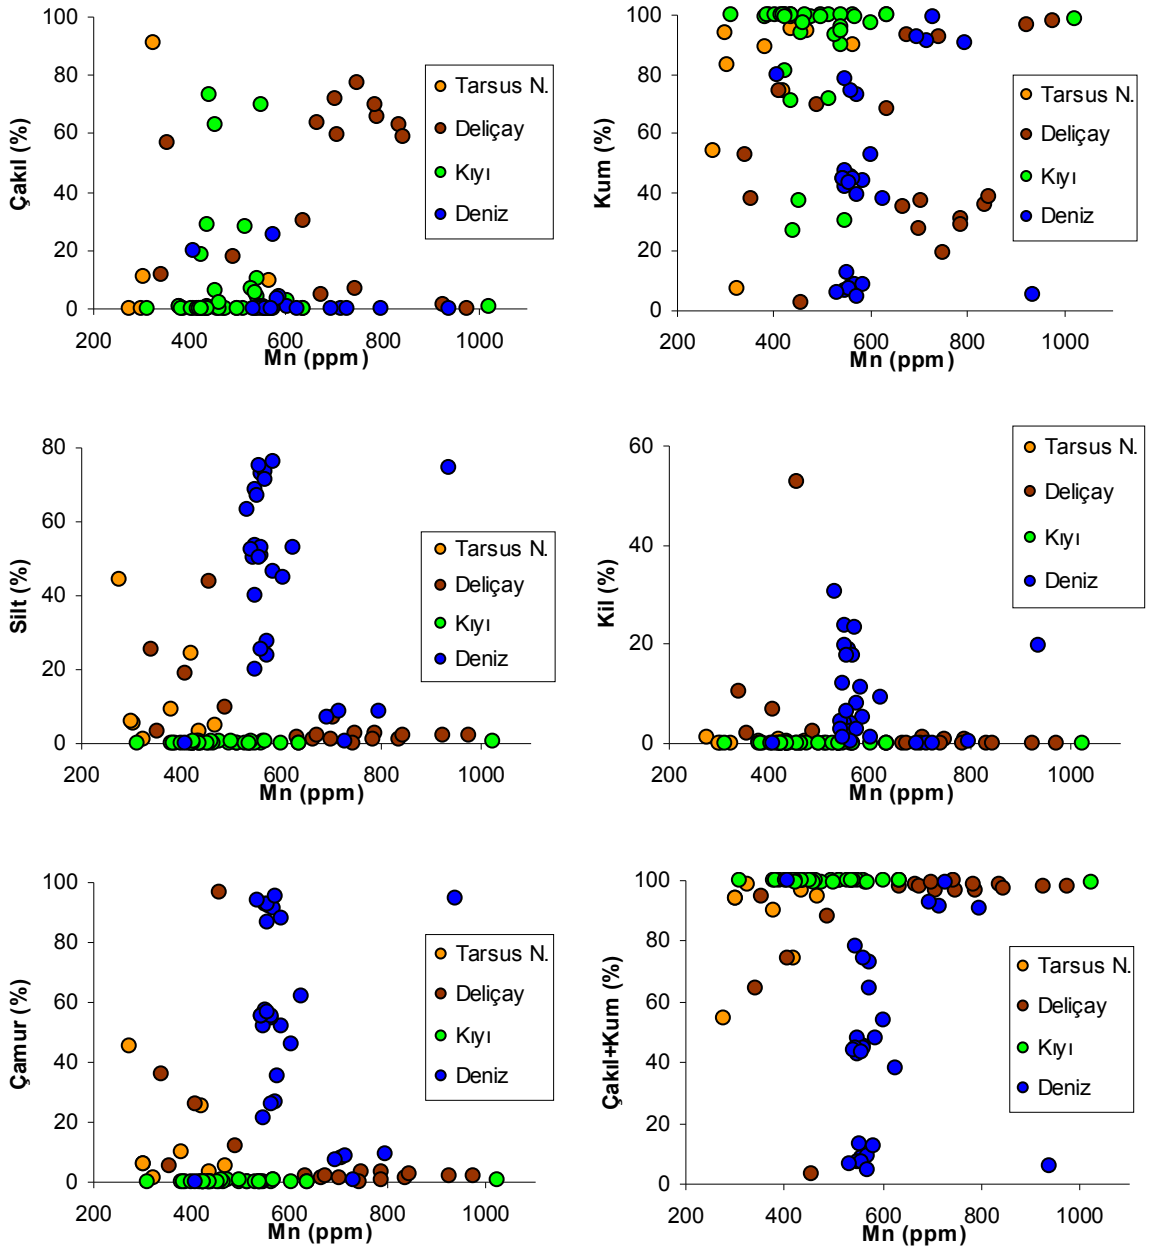 Çakıl (%)
80
60
40
20
0
200 400 600 800 1000
Mn (ppm)
Tarsus N.
Deliçay
Kıyı
Deniz
Kum (%)
100
80
60
40
20
0
200 400 600 800 1000
Mn (ppm)
Tarsus N.
Deliçay
Kıyı
Deniz
Silt (%)
80
60
40
20
0
200 400 600 800 1000
Mn (ppm)
Tarsus N.
Deliçay
Kıyı
Deniz
Kil (%)
60
40
20
0
200 400 600 800 1000
Mn (ppm)
Tarsus N.
Deliçay
Kıyı
Deniz
Çamur (%)
100
80
60
40
20
0
200 400 600 800 1000
Mn (ppm)
Tarsus N.
Deliçay
Kıyı
Deniz
Çakıl+Kum (%)
100
80
60
40
20
0
200 400 600 800 1000
Mn (ppm)
Tarsus N.
Deliçay
Kıyı
Deniz